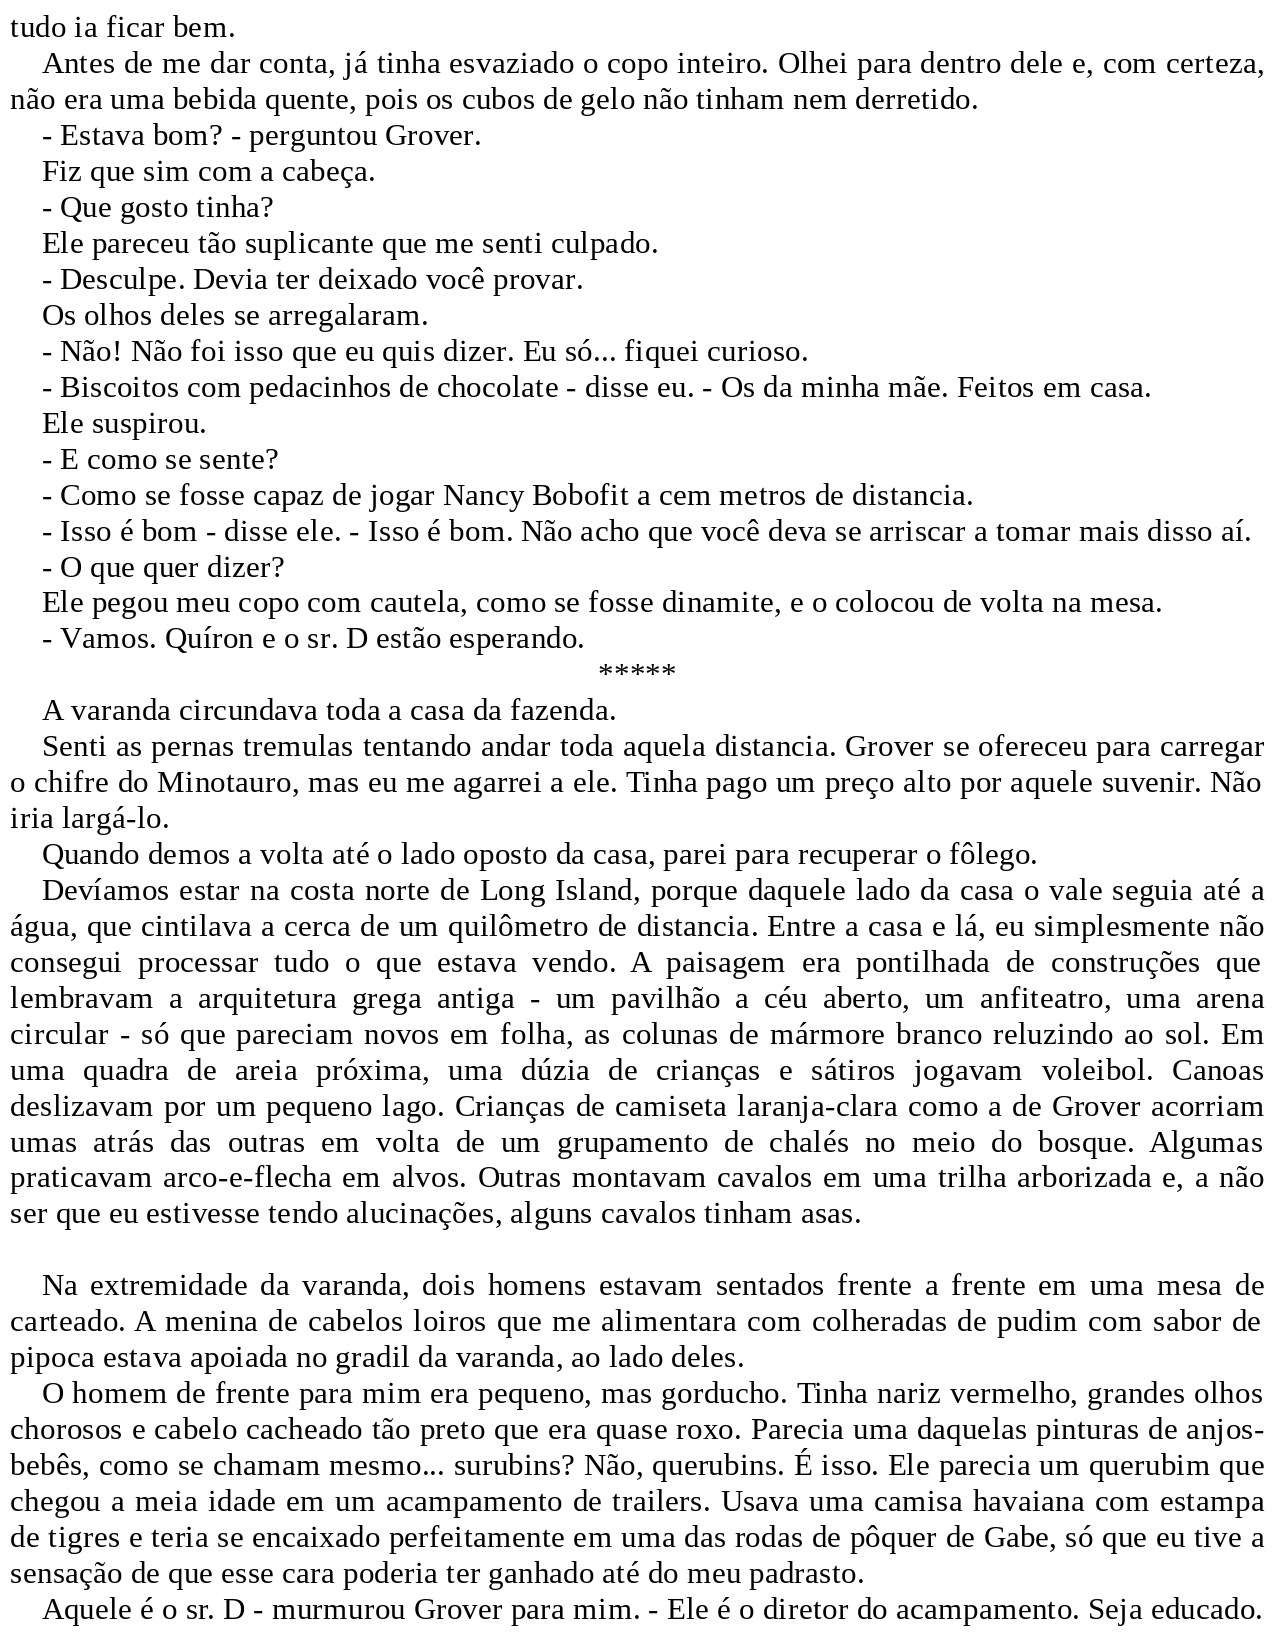 tudo ia ficar bem.
Antes de me dar conta, já tinha esvaziado o copo inteiro. Olhei para dentro dele e, com certeza,
não era uma bebida quente, pois os cubos de gelo não tinham nem derretido.
- Estava bom? - perguntou Grover.
Fiz que sim com a cabeça.
- Que gosto tinha?
Ele pareceu tão suplicante que me senti culpado.
- Desculpe. Devia ter deixado você provar.
Os olhos deles se arregalaram.
- Não! Não foi isso que eu quis dizer. Eu só... fiquei curioso.
- Biscoitos com pedacinhos de chocolate - disse eu. - Os da minha mãe. Feitos em casa.
Ele suspirou.
- E como se sente?
- Como se fosse capaz de jogar Nancy Bobofit a cem metros de distancia.
- Isso é bom - disse ele. - Isso é bom. Não acho que você deva se arriscar a tomar mais disso aí.
- O que quer dizer?
Ele pegou meu copo com cautela, como se fosse dinamite, e o colocou de volta na mesa.
- Vamos. Quíron e o sr. D estão esperando.
*****
A varanda circundava toda a casa da fazenda.
Senti as pernas tremulas tentando andar toda aquela distancia. Grover se ofereceu para carregar
o chifre do Minotauro, mas eu me agarrei a ele. Tinha pago um preço alto por aquele suvenir. Não
iria largá-lo.
Quando demos a volta até o lado oposto da casa, parei para recuperar o fôlego.
Devíamos estar na costa norte de Long Island, porque daquele lado da casa o vale seguia até a
água, que cintilava a cerca de um quilômetro de distancia. Entre a casa e lá, eu simplesmente não
consegui processar tudo o que estava vendo. A paisagem era pontilhada de construções que
lembravam a arquitetura grega antiga - um pavilhão a céu aberto, um anfiteatro, uma arena
circular - só que pareciam novos em folha, as colunas de mármore branco reluzindo ao sol. Em
uma quadra de areia próxima, uma dúzia de crianças e sátiros jogavam voleibol. Canoas
deslizavam por um pequeno lago. Crianças de camiseta laranja-clara como a de Grover acorriam
umas atrás das outras em volta de um grupamento de chalés no meio do bosque. Algumas
praticavam arco-e-flecha em alvos. Outras montavam cavalos em uma trilha arborizada e, a não
ser que eu estivesse tendo alucinações, alguns cavalos tinham asas.
Na extremidade da varanda, dois homens estavam sentados frente a frente em uma mesa de
carteado. A menina de cabelos loiros que me alimentara com colheradas de pudim com sabor de
pipoca estava apoiada no gradil da varanda, ao lado deles.
O homem de frente para mim era pequeno, mas gorducho. Tinha nariz vermelho, grandes olhos
chorosos e cabelo cacheado tão preto que era quase roxo. Parecia uma daquelas pinturas de anjos-
bebês, como se chamam mesmo... surubins? Não, querubins. É isso. Ele parecia um querubim que
chegou a meia idade em um acampamento de trailers. Usava uma camisa havaiana com estampa
de tigres e teria se encaixado perfeitamente em uma das rodas de pôquer de Gabe, só que eu tive a
sensação de que esse cara poderia ter ganhado até do meu padrasto.
Aquele é o sr. D - murmurou Grover para mim. - Ele é o diretor do acampamento. Seja educado.